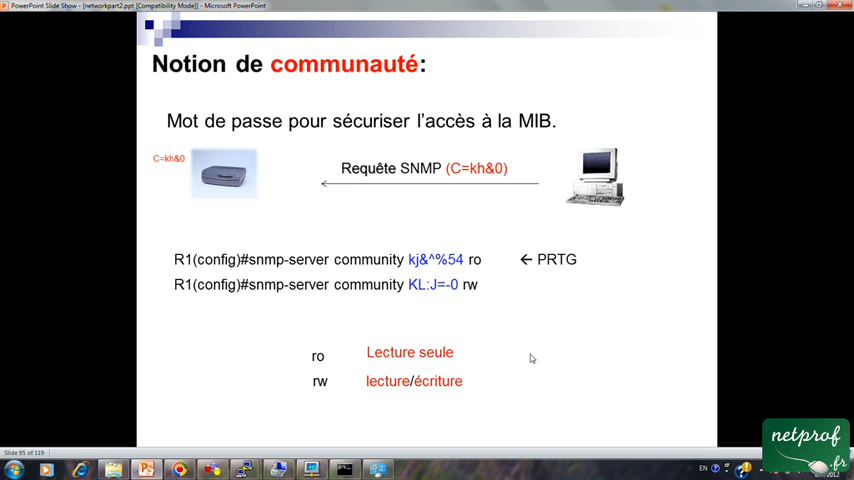 PowerPoint Slide Show - [networkpart2.ppt [Compatibility Mode]] - Microsoft PowerPoint
Notion de communauté:
Mot de passe pour sécuriser l'accès à la MIB.
C=kh&0
Requête SNMP (C=kh&0)
R1(config)#snmp-server community kj&^%54 ro ← PRTG
R1(config)#snmp-server community KL:J=-0 rw
ro Lecture seule
rw lecture/écriture
netprof
.fr
Slide 95 of 119
EN